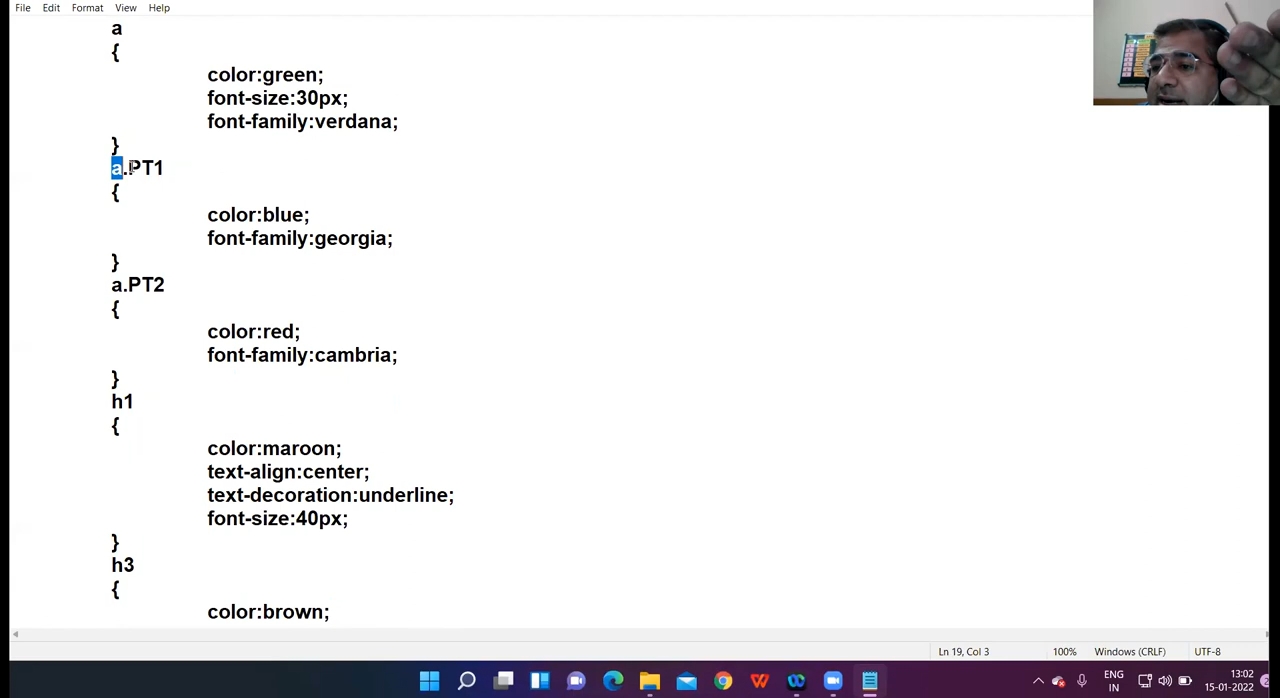 File Edit Format View Help
a
{
color:green;
font-size:30px;
font-family:verdana;
}
a.PT1
{
color:blue;
font-family:georgia;
}
a.PT2
{
color:red;
font-family:cambria;
}
h1
{
color:maroon;
text-align:center;
text-decoration:underline;
font-size:40px;
}
h3
{
color:brown;
Ln 19, Col 3 100% Windows (CRLF) UTF-8
ENG
IN
13:02
15-01-2022